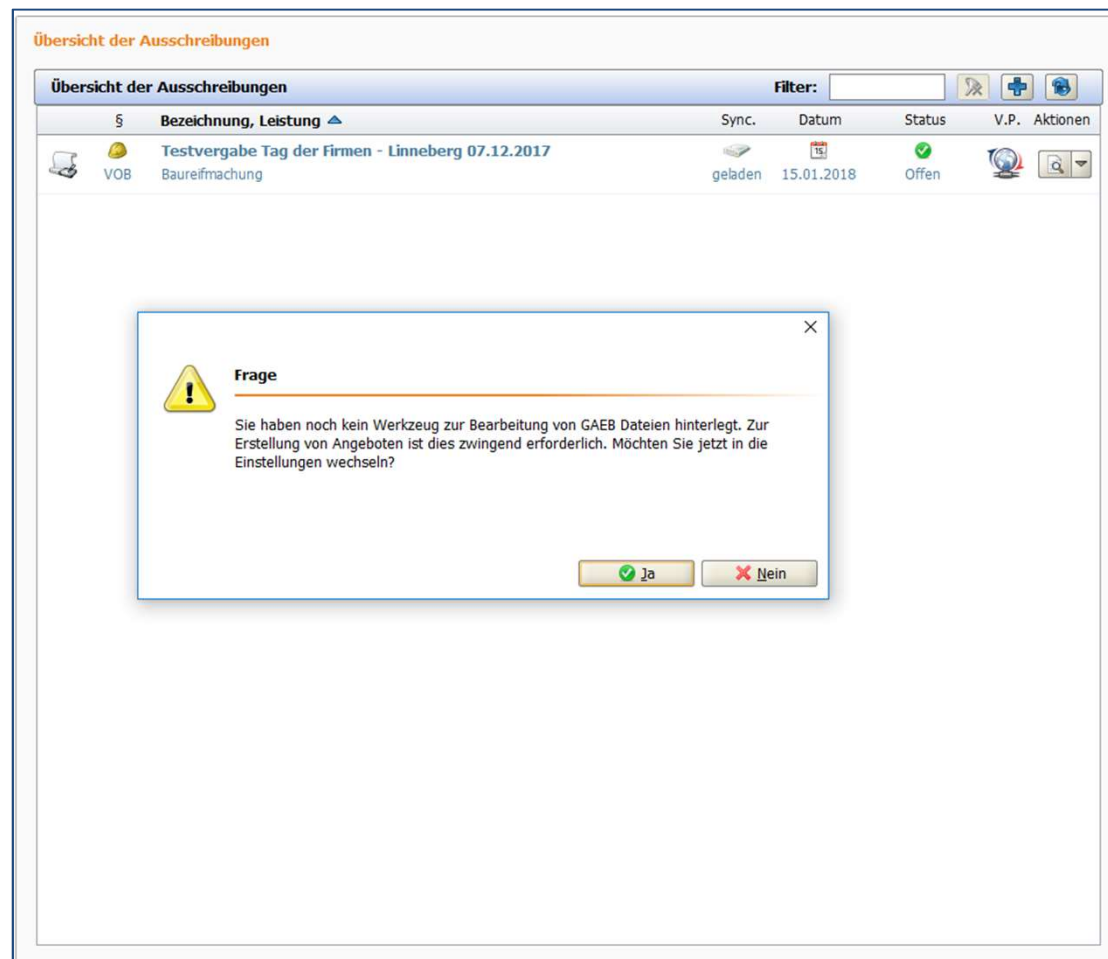 Übersicht der Ausschreibungen
Übersicht der Ausschreibungen Filter:
§ Bezeichnung, Leistung Sync. Datum Status V.P. Aktionen
Testvergabe Tag der Firmen - Linneberg 07.12.2017 15
VOB Baureifmachung geladen 15.01.2018 Offen
Frage
Sie haben noch kein Werkzeug zur Bearbeitung von GAEB Dateien hinterlegt. Zur
Erstellung von Angeboten ist dies zwingend erforderlich. Möchten Sie jetzt in die
Einstellungen wechseln?
Ja Nein